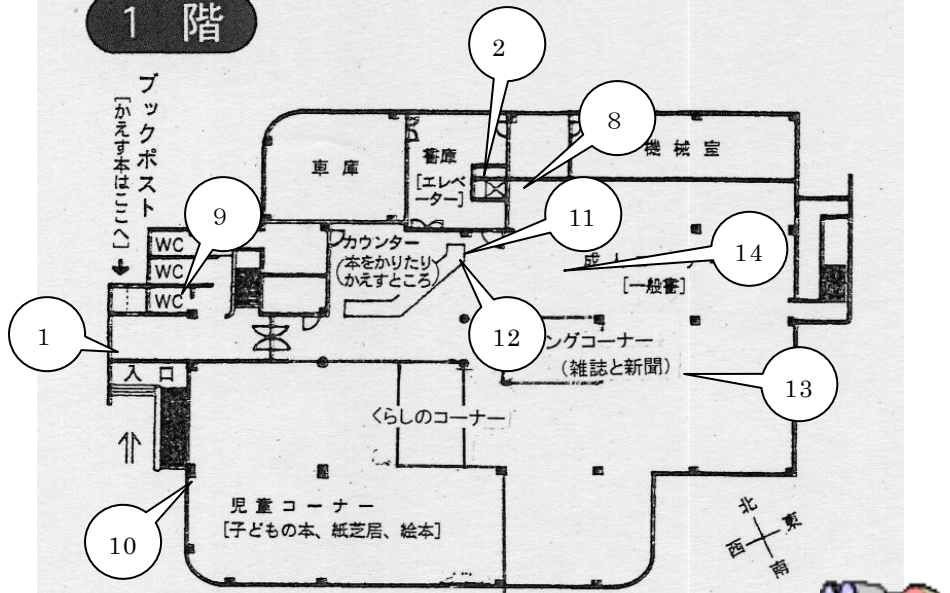 1 階
2
ブックポスト
[かえす本はここへ]
8
機械室
車庫
書庫
[エレベーター]
9
11
WC
カウンター
(本をかりたりかえすところ)
14
成人
WC
[一般書]
WC
1
12
ングコーナー
(雑誌と新聞)
入口
13
くらしのコーナー
児童コーナー
[子どもの本、紙芝居、絵本]
10
北
東
西
南